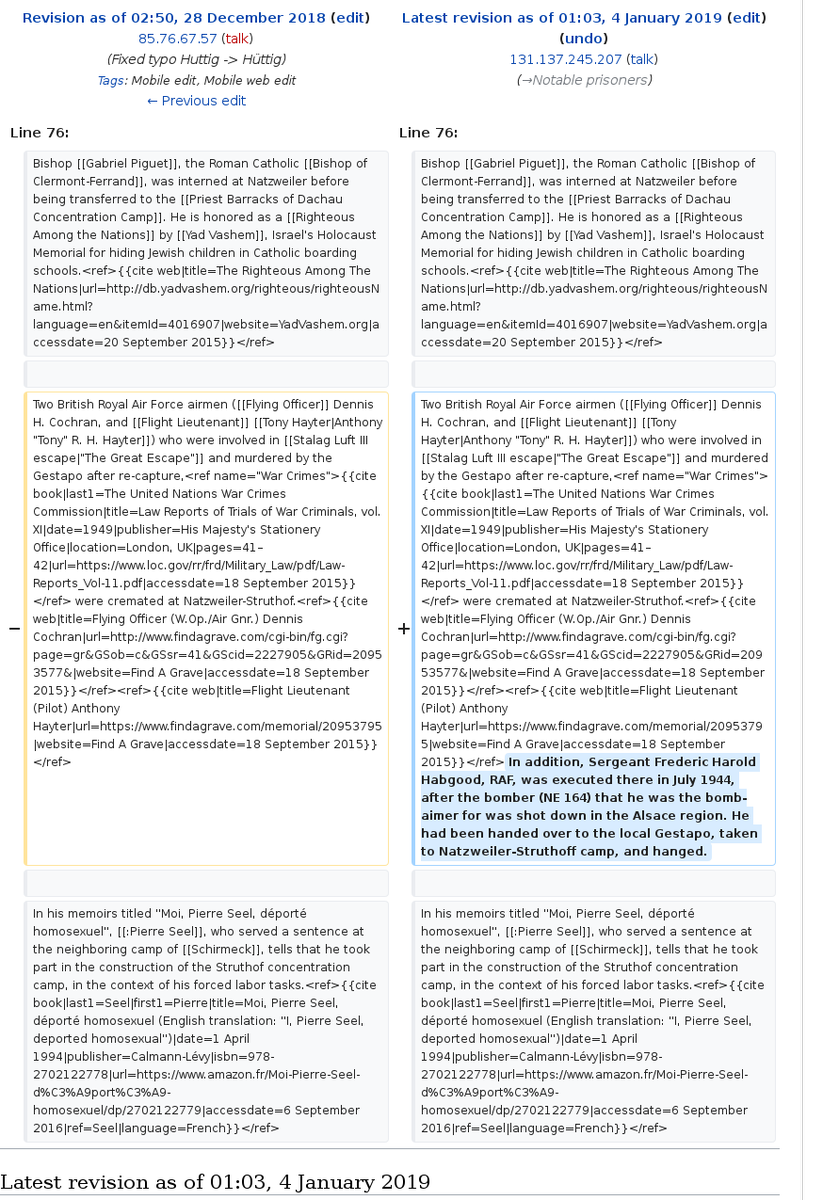 Revision as of 02:50, 28 December 2018 (edit)
85.76.67.57 (talk)
(Fixed typo Huttig -> Hüttig)
Tags: Mobile edit, Mobile web edit
← Previous edit
Latest revision as of 01:03, 4 January 2019 (edit)
(undo)
131.137.245.207 (talk)
(→Notable prisoners)
Line 76:
Line 76:
Bishop [[Gabriel Piguet]], the Roman Catholic [[Bishop of
Clermont-Ferrand]], was interned at Natzweiler before
being transferred to the [[Priest Barracks of Dachau
Concentration Camp]]. He is honored as a [[Righteous
Among the Nations]] by [[Yad Vashem]], Israel's Holocaust
Memorial for hiding Jewish children in Catholic boarding
schools.<ref>{{cite web|title=The Righteous Among The
Nations|url=http://db.yadvashem.org/righteous/righteousN
ame.html?
language=en&itemId=4016907|website=YadVashem.org|a
ccessdate=20 September 2015}}</ref>
Bishop [[Gabriel Piguet]], the Roman Catholic [[Bishop of
Clermont-Ferrand]], was interned at Natzweiler before
being transferred to the [[Priest Barracks of Dachau
Concentration Camp]]. He is honored as a [[Righteous
Among the Nations]] by [[Yad Vashem]], Israel's Holocaust
Memorial for hiding Jewish children in Catholic boarding
schools.<ref>{{cite web|title=The Righteous Among The
Nations|url=http://db.yadvashem.org/righteous/righteousN
ame.html?
language=en&itemId=4016907|website=YadVashem.org|a
ccessdate=20 September 2015}}</ref>
−
Two British Royal Air Force airmen ([[Flying Officer]] Dennis
H. Cochran, and [[Flight Lieutenant]] [[Tony Hayter|Anthony
"Tony" R. H. Hayter]]) who were involved in [[Stalag Luft III
escape|"The Great Escape"]] and murdered by the
Gestapo after re-capture,<ref name="War Crimes">{{cite
book|last1=The United Nations War Crimes
Commission|title=Law Reports of Trials of War Criminals, vol.
XI|date=1949|publisher=His Majesty's Stationery
Office|location=London, UK|pages=41–
42|url=https://www.loc.gov/rr/frd/Military_Law/pdf/Law-
Reports_Vol-11.pdf|accessdate=18 September 2015}}
</ref> were cremated at Natzweiler-Struthof.<ref>{{cite
web|title=Flying Officer (W.Op./Air Gnr.) Dennis
Cochran|url=http://www.findagrave.com/cgi-bin/fg.cgi?
page=gr&GSob=c&GSsr=41&GScid=2227905&GRid=2095
3577&|website=Find A Grave|accessdate=18 September
2015}}</ref><ref>{{cite web|title=Flight Lieutenant
(Pilot) Anthony
Hayter|url=https://www.findagrave.com/memorial/20953795
|website=Find A Grave|accessdate=18 September 2015}}
</ref>
+
Two British Royal Air Force airmen ([[Flying Officer]] Dennis
H. Cochran, and [[Flight Lieutenant]] [[Tony
Hayter|Anthony "Tony" R. H. Hayter]]) who were involved in
[[Stalag Luft III escape|"The Great Escape"]] and murdered
by the Gestapo after re-capture,<ref name="War Crimes">
{{cite book|last1=The United Nations War Crimes
Commission|title=Law Reports of Trials of War Criminals, vol.
XI|date=1949|publisher=His Majesty's Stationery
Office|location=London, UK|pages=41–
42|url=https://www.loc.gov/rr/frd/Military_Law/pdf/Law-
Reports_Vol-11.pdf|accessdate=18 September 2015}}
</ref> were cremated at Natzweiler-Struthof.<ref>{{cite
web|title=Flying Officer (W.Op./Air Gnr.) Dennis
Cochran|url=http://www.findagrave.com/cgi-bin/fg.cgi?
page=gr&GSob=c&GSsr=41&GScid=2227905&GRid=209
53577&|website=Find A Grave|accessdate=18 September
2015}}</ref><ref>{{cite web|title=Flight Lieutenant
(Pilot) Anthony
Hayter|url=https://www.findagrave.com/memorial/2095379
5|website=Find A Grave|accessdate=18 September
2015}}</ref> In addition, Sergeant Frederic Harold
Habgood, RAF, was executed there in July 1944,
after the bomber (NE 164) that he was the bomb-
aimer for was shot down in the Alsace region. He
had been handed over to the local Gestapo, taken
to Natzweiler-Struthoff camp, and hanged.
In his memoirs titled "Moi, Pierre Seel, déporté
homosexuel", [[:Pierre Seel]], who served a sentence at
the neighboring camp of [[Schirmeck]], tells that he took
part in the construction of the Struthof concentration
camp, in the context of his forced labor tasks.<ref>{{cite
book|last1=Seel|first1=Pierre|title=Moi, Pierre Seel,
déporté homosexuel (English translation: "I, Pierre Seel,
deported homosexual")|date=1 April
1994|publisher=Calmann-Lévy|isbn=978-
2702122778|url=https://www.amazon.fr/Moi-Pierre-Seel-
d%C3%A9port%C3%A9-
homosexuel/dp/2702122779|accessdate=6 September
2016|ref=Seel|language=French}}</ref>
In his memoirs titled "Moi, Pierre Seel, déporté
homosexuel", [[:Pierre Seel]], who served a sentence at
the neighboring camp of [[Schirmeck]], tells that he took
part in the construction of the Struthof concentration
camp, in the context of his forced labor tasks.<ref>{{cite
book|last1=Seel|first1=Pierre|title=Moi, Pierre Seel,
déporté homosexuel (English translation: "I, Pierre Seel,
deported homosexual")|date=1 April
1994|publisher=Calmann-Lévy|isbn=978-
2702122778|url=https://www.amazon.fr/Moi-Pierre-Seel-
d%C3%A9port%C3%A9-
homosexuel/dp/2702122779|accessdate=6 September
2016|ref=Seel|language=French}}</ref>
Latest revision as of 01:03, 4 January 2019